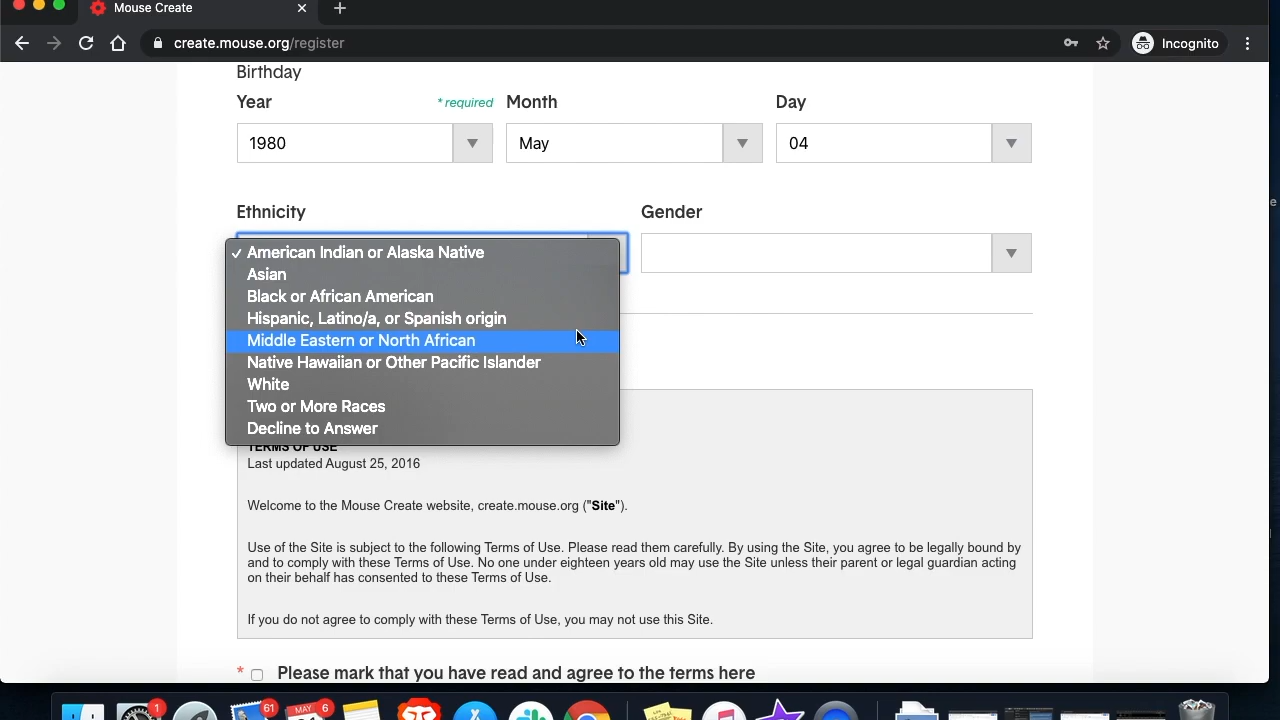 Mouse Create
create.mouse.org/register
Incognito
Birthday
Year * required Month Day
1980 May 04
Ethnicity Gender
✓ American Indian or Alaska Native
Asian
Black or African American
Hispanic, Latino/a, or Spanish origin
Middle Eastern or North African
Native Hawaiian or Other Pacific Islander
White
Two or More Races
Decline to Answer
TERMS OF USE
Last updated August 25, 2016
Welcome to the Mouse Create website, create.mouse.org ("Site").
Use of the Site is subject to the following Terms of Use. Please read them carefully. By using the Site, you agree to be legally bound by
and to comply with these Terms of Use. No one under eighteen years old may use the Site unless their parent or legal guardian acting
on their behalf has consented to these Terms of Use.
If you do not agree to comply with these Terms of Use, you may not use this Site.
* Please mark that you have read and agree to the terms here
1 61 MAY 6 6